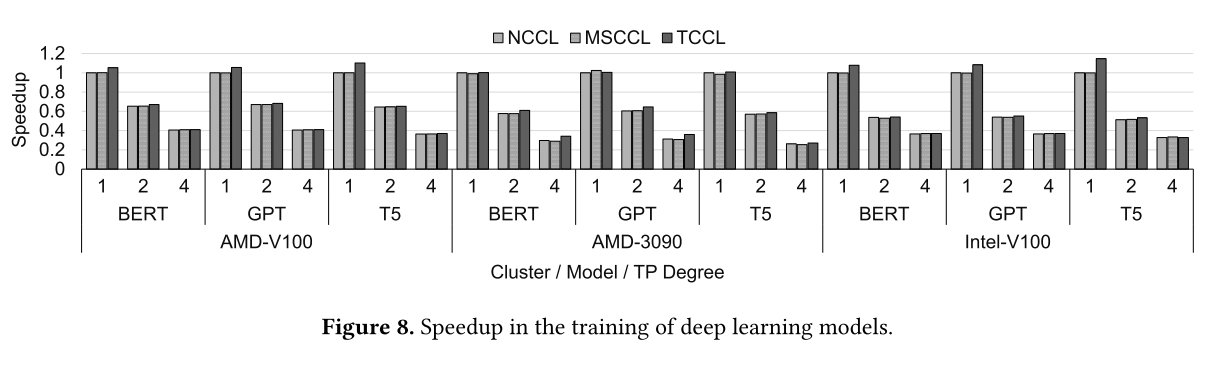 NCCL MSCCL TCCL
Speedup
1.2
1
0.8
0.6
0.4
0.2
0
1 2 4 1 2 4 1 2 4 1 2 4 1 2 4 1 2 4 1 2 4 1 2 4 1 2 4
BERT GPT T5 BERT GPT T5 BERT GPT T5
AMD-V100 AMD-3090 Intel-V100
Cluster / Model / TP Degree
Figure 8. Speedup in the training of deep learning models.